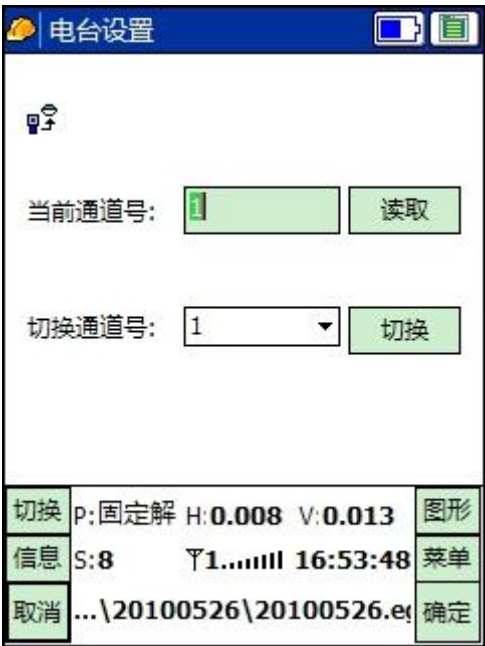 电台设置
当前通道号: 1 读取
切换通道号: 1 切换
切换 P:固定解 H:0.008 V:0.013 图形
信息 S:8 1 16:53:48 菜单
取消 ...\20100526\20100526.eg 确定